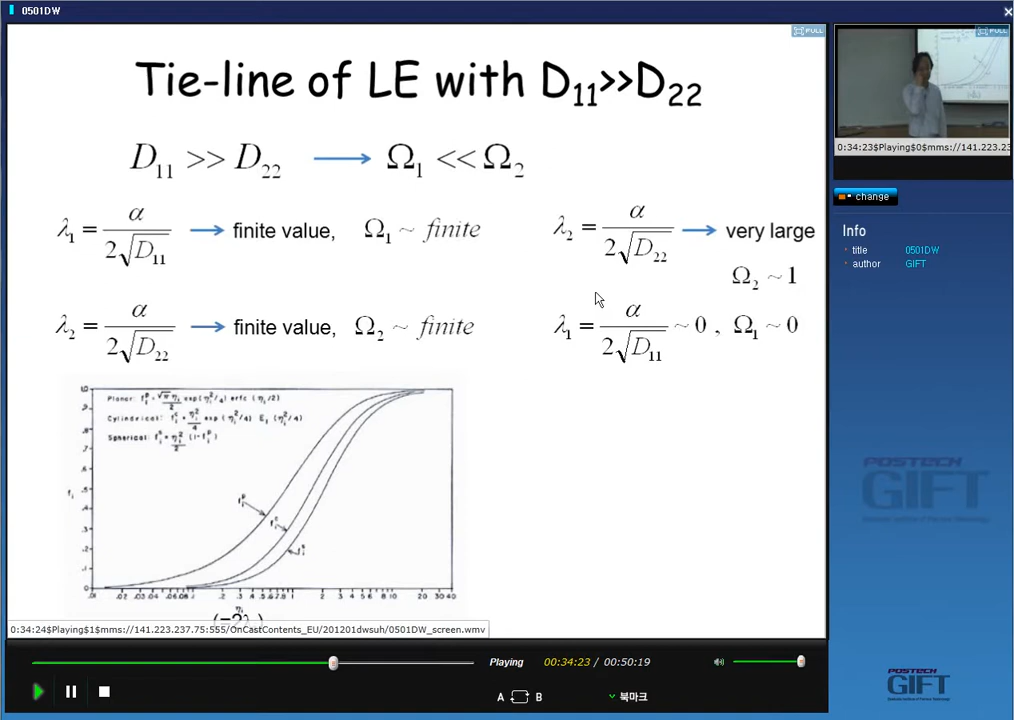 0501DW
FULL
Tie-line of LE with D₁₁>>D₂₂
D₁₁ >> D₂₂ → Ω₁ << Ω₂
λ₁ = α / 2√D₁₁ → finite value, Ω₁ ~ finite
λ₂ = α / 2√D₂₂ → very large
Ω₂ ~ 1
λ₂ = α / 2√D₂₂ → finite value, Ω₂ ~ finite
λ₁ = α / 2√D₁₁ ~ 0 , Ω₁ ~ 0
Planar:
Cylindrical:
Spherical:
0:34:24$Playing$1$mms://141.223.237.75:555/OnCastContents_EU/201201dwsuh/0501DW_screen.wmv
FULL
0:34:23$Playing$0$mms://141.223.23
change
Info
title 0501DW
author GIFT
POSTECH
GIFT
Playing 00:34:23 / 00:50:19
A B 북마크
POSTECH
GIFT